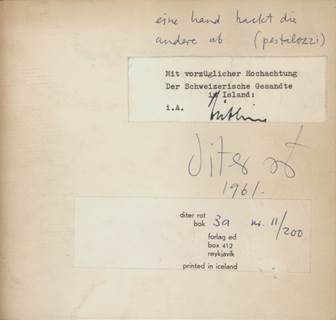 eine hand hackt die
andere ab (pestalozzi)
Mit vorzüglicher Hochachtung
Der Schweizerische Gesandte
in Island:
i.A.
diter rot
1961.
diter rot
bok 3a nr. 11/200
forlag ed
box 412
reykjavík
printed in iceland